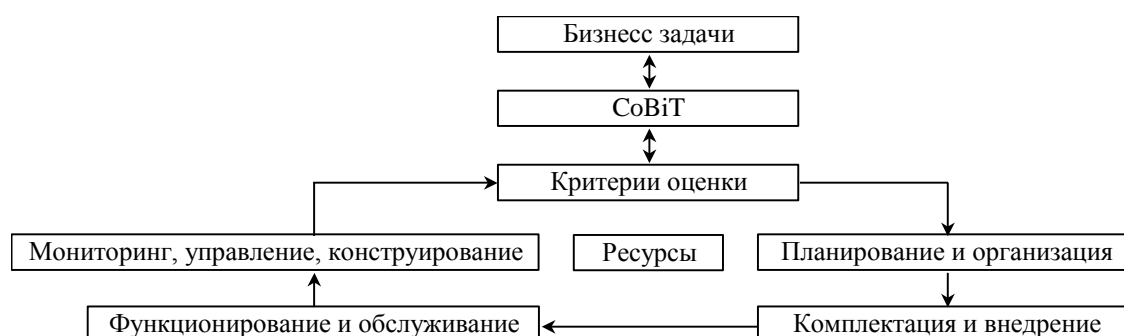 Бизнесс задачи
CoBiT
Критерии оценки
Мониторинг, управление, конструирование
Ресурсы
Планирование и организация
Функционирование и обслуживание
Комплектация и внедрение